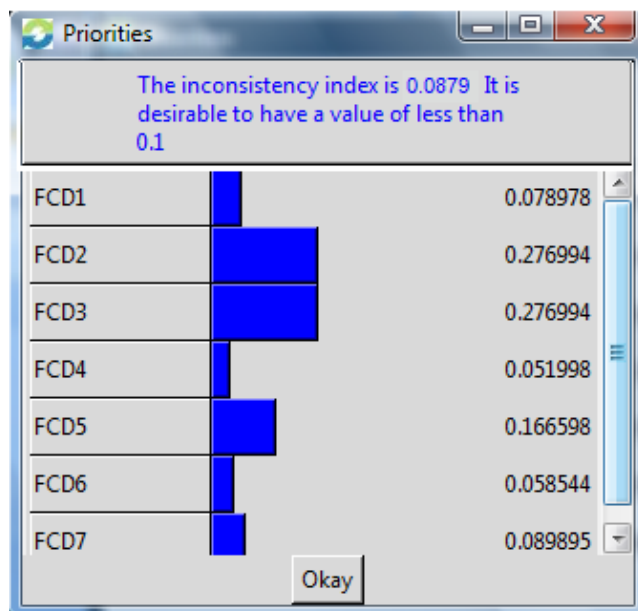 Priorities
The inconsistency index is 0.0879 It is
desirable to have a value of less than
0.1
FCD1 0.078978
FCD2 0.276994
FCD3 0.276994
FCD4 0.051998
FCD5 0.166598
FCD6 0.058544
FCD7 0.089895
Okay